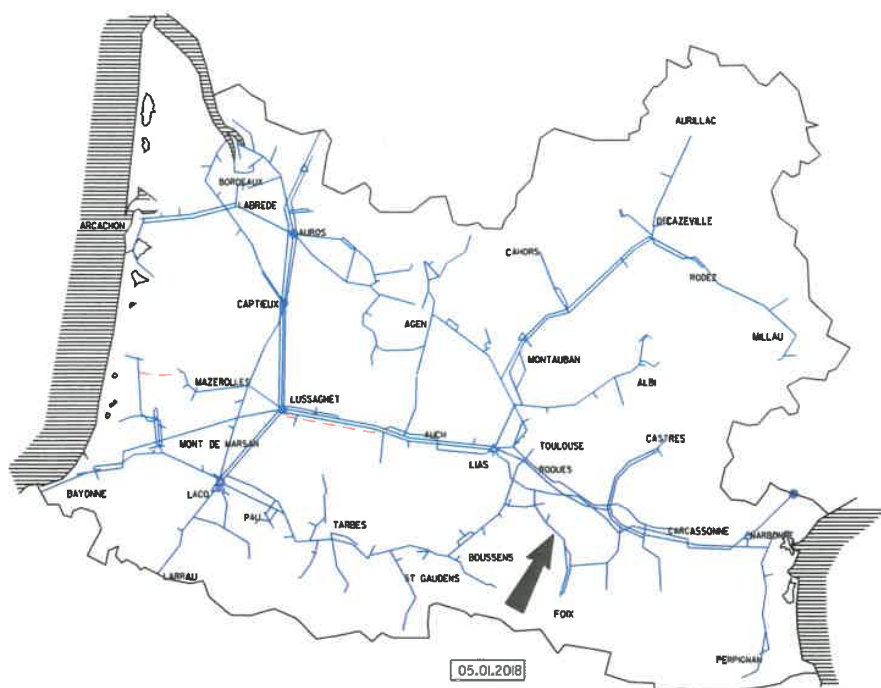 AURILLAC
BORDEAUX
LABREDE
DECAZEVILLE
ARCACHON
AUROS
CAHORS
RODEZ
CAPTIEUX
AGEN
MILLAU
MONTAUBAN
MAZEROLLES
ALBI
LUSSAGNET
AUCH
MONT DE MARSAN
TOULOUSE
CASTRES
LIAS
ROQUES
BAYONNE
LACQ
PAU
TARBES
CARCASSONNE
NARBONNE
BOUSSENS
LARRAU
ST GAUDENS
FOIX
PERPIGNAN
05.01.2018